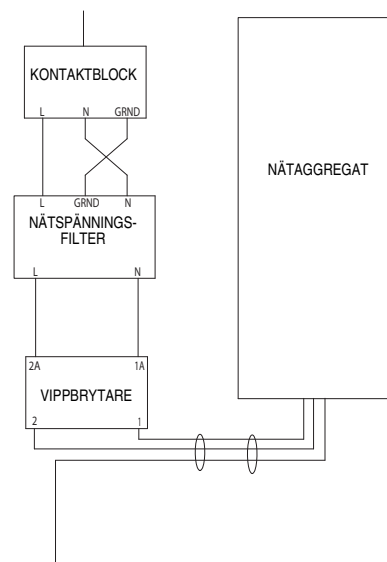 KONTAKTBLOCK
L N GRND
L GRND N
NÄTSPÄNNINGS-
FILTER
L N
2A 1A
VIPPBRYTARE
2 1
NÄTAGGREGAT